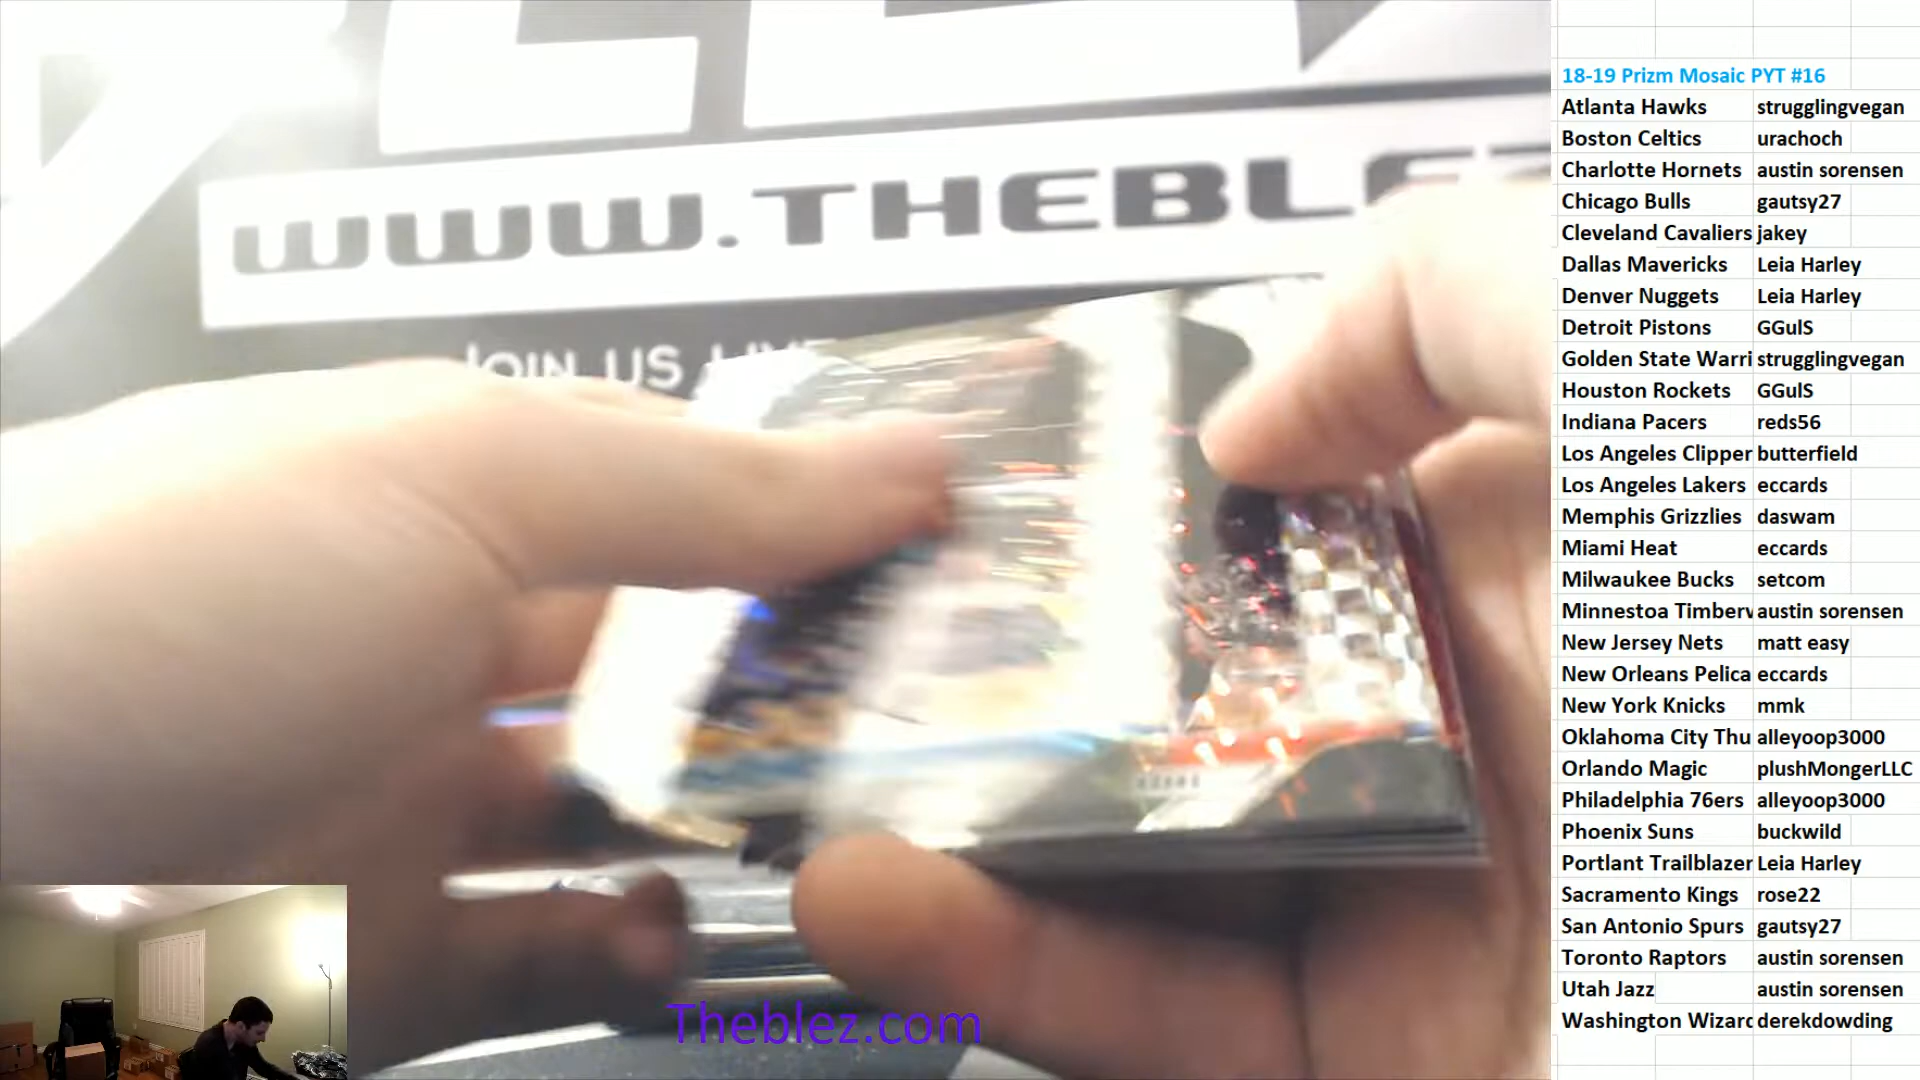 WWW.THEBLEZ
JOIN US LIVE
Theblez.com
18-19 Prizm Mosaic PYT #16
Atlanta Hawks strugglingvegan
Boston Celtics urachoch
Charlotte Hornets austin sorensen
Chicago Bulls gautsy27
Cleveland Cavaliers jakey
Dallas Mavericks Leia Harley
Denver Nuggets Leia Harley
Detroit Pistons GGulS
Golden State Warri strugglingvegan
Houston Rockets GGulS
Indiana Pacers reds56
Los Angeles Clipper butterfield
Los Angeles Lakers eccards
Memphis Grizzlies daswam
Miami Heat eccards
Milwaukee Bucks setcom
Minnestoa Timberv austin sorensen
New Jersey Nets matt easy
New Orleans Pelica eccards
New York Knicks mmk
Oklahoma City Thu alleyoop3000
Orlando Magic plushMongerLLC
Philadelphia 76ers alleyoop3000
Phoenix Suns buckwild
Portlant Trailblazer Leia Harley
Sacramento Kings rose22
San Antonio Spurs gautsy27
Toronto Raptors austin sorensen
Utah Jazz austin sorensen
Washington Wizard derekdowding